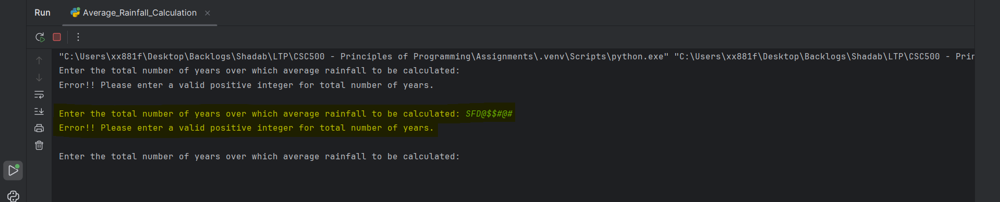 Run Average_Rainfall_Calculation
"C:\Users\xx881f\Desktop\Backlogs\Shadab\LTP\CSC500 - Principles of Programming\Assignments\.venv\Scripts\python.exe" "C:\Users\xx881f\Desktop\Backlogs\Shadab\LTP\CSC500 - Prin
Enter the total number of years over which average rainfall to be calculated:
Error!! Please enter a valid positive integer for total number of years.
Enter the total number of years over which average rainfall to be calculated: SFD@$$#@#
Error!! Please enter a valid positive integer for total number of years.
Enter the total number of years over which average rainfall to be calculated: